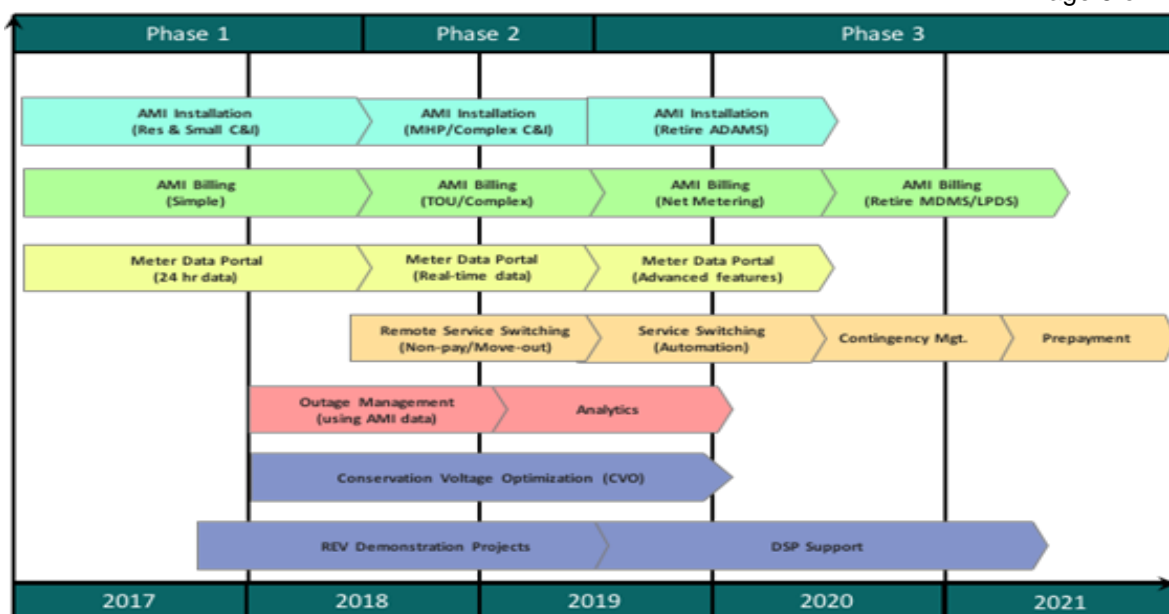 Phase 1 Phase 2 Phase 3
AMI Installation
(Res & Small C&I)
AMI Installation
(MHP/Complex C&I)
AMI Installation
(Retire ADAMS)
AMI Billing
(Simple)
AMI Billing
(TOU/Complex)
AMI Billing
(Net Metering)
AMI Billing
(Retire MDMS/LPDS)
Meter Data Portal
(24 hr data)
Meter Data Portal
(Real-time data)
Meter Data Portal
(Advanced features)
Remote Service Switching
(Non-pay/Move-out)
Service Switching
(Automation)
Contingency Mgt.
Prepayment
Outage Management
(using AMI data)
Analytics
Conservation Voltage Optimization (CVO)
REV Demonstration Projects
DSP Support
2017 2018 2019 2020 2021